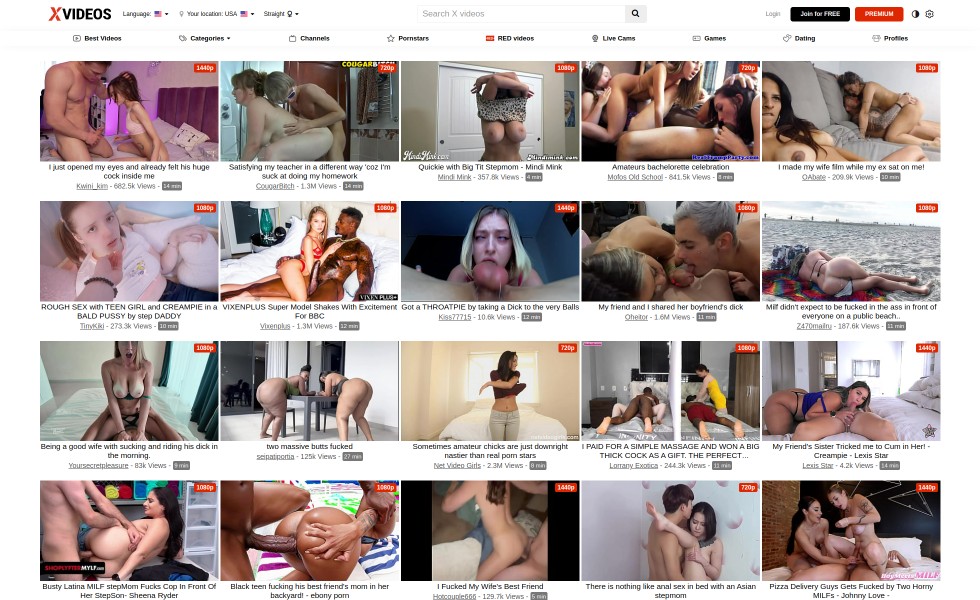 XVIDEOS
Language:
Your location: USA
Straight
Search X videos
Login
Join for FREE
PREMIUM
Best Videos
Categories
Channels
Pornstars
RED videos
Live Cams
Games
Dating
Profiles
1440p
720p
1080p
720p
1080p
I just opened my eyes and already felt his huge
cock inside me
Kwini_kim - 682.5k Views - 14 min
Satisfying my teacher in a different way 'coz I'm
suck at doing my homework
CougarBitch - 1.3M Views - 14 min
Quickie with Big Tit Stepmom - Mindi Mink
Mindi Mink - 357.8k Views - 4 min
Amateurs bachelorette celebration
Mofos Old School - 841.5k Views - 8 min
I made my wife film while my ex sat on me!
OAbate - 209.9k Views - 10 min
1080p
1080p
1440p
1080p
1080p
VIXEN PLUS+
ROUGH SEX with TEEN GIRL and CREAMPIE in a
BALD PUSSY by step DADDY
TinyKiki - 273.3k Views - 10 min
VIXENPLUS Super Model Shakes With Excitement
For BBC
Vixenplus - 1.3M Views - 12 min
Got a THROATPIE by taking a Dick to the very Balls
Kiss77715 - 10.6k Views - 12 min
My friend and I shared her boyfriend's dick
Oheitor - 1.6M Views - 11 min
Milf didn't expect to be fucked in the ass in front of
everyone on a public beach..
Z470mailru - 187.6k Views - 11 min
1080p
720p
1080p
1440p
Being a good wife with sucking and riding his dick in
the morning.
Yoursecretpleasure - 83k Views - 9 min
two massive butts fucked
seipatiportia - 125k Views - 27 min
Sometimes amateur chicks are just downright
nastier than real porn stars
Net Video Girls - 2.3M Views - 8 min
I PAID FOR A SIMPLE MASSAGE AND WON A BIG
THICK COCK AS A GIFT. THE PERFECT…
Lorrany Exotica - 244.3k Views - 11 min
My Friend's Sister Tricked me to Cum in Her! -
Creampie - Lexis Star
Lexis Star - 4.2k Views - 14 min
1080p
1080p
1440p
720p
1440p
SHOPLYFTERMYLF.COM
Busty Latina MILF stepMom Fucks Cop In Front Of
Her StepSon- Sheena Ryder
Black teen fucking his best friend's mom in her
backyard! - ebony porn
I Fucked My Wife's Best Friend
Hotcouple666 - 129.7k Views - 5 min
There is nothing like anal sex in bed with an Asian
stepmom
Pizza Delivery Guys Gets Fucked by Two Horny
MILFs - Johnny Love -